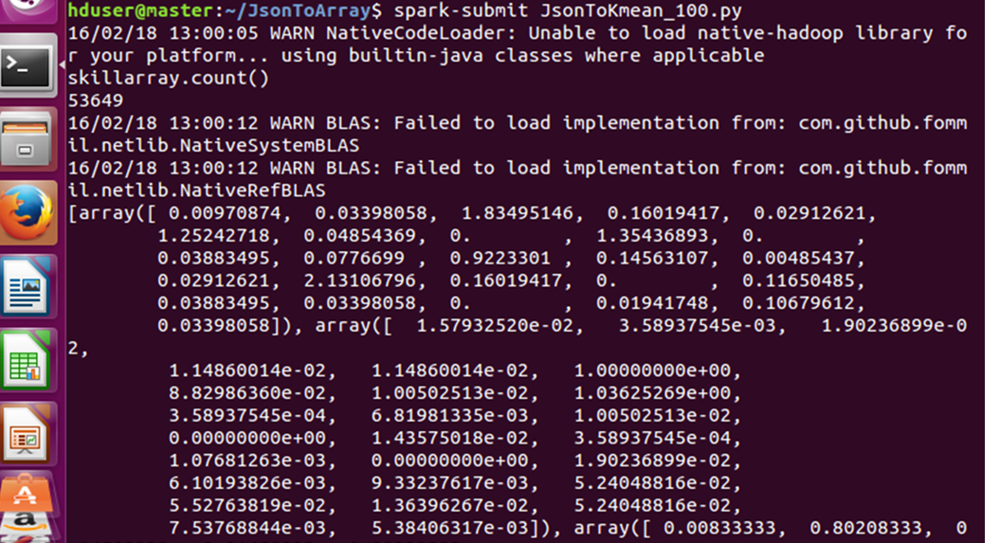 hduser@master:~/JsonToArray$ spark-submit JsonToKmean_100.py
16/02/18 13:00:05 WARN NativeCodeLoader: Unable to load native-hadoop library fo
r your platform... using builtin-java classes where applicable
skillarray.count()
53649
16/02/18 13:00:12 WARN BLAS: Failed to load implementation from: com.github.fomm
il.netlib.NativeSystemBLAS
16/02/18 13:00:12 WARN BLAS: Failed to load implementation from: com.github.fomm
il.netlib.NativeRefBLAS
[array([ 0.00970874,  0.03398058,  1.83495146,  0.16019417,  0.02912621,
        1.25242718,  0.04854369,  0.        ,  1.35436893,  0.        ,
        0.03883495,  0.0776699 ,  0.9223301 ,  0.14563107,  0.00485437,
        0.02912621,  2.13106796,  0.16019417,  0.        ,  0.11650485,
        0.03883495,  0.03398058,  0.        ,  0.01941748,  0.10679612,
        0.03398058]), array([  1.57932520e-02,   3.58937545e-03,   1.90236899e-0
2,
         1.14860014e-02,   1.14860014e-02,   1.00000000e+00,
         8.82986360e-02,   1.00502513e-02,   1.03625269e+00,
         3.58937545e-04,   6.81981335e-03,   1.00502513e-02,
         0.00000000e+00,   1.43575018e-02,   3.58937545e-04,
         1.07681263e-03,   0.00000000e+00,   1.90236899e-02,
         6.10193826e-03,   9.33237617e-03,   5.24048816e-02,
         5.52763819e-02,   1.36396267e-02,   5.24048816e-02,
         7.53768844e-03,   5.38406317e-03]), array([ 0.00833333,  0.80208333,  0